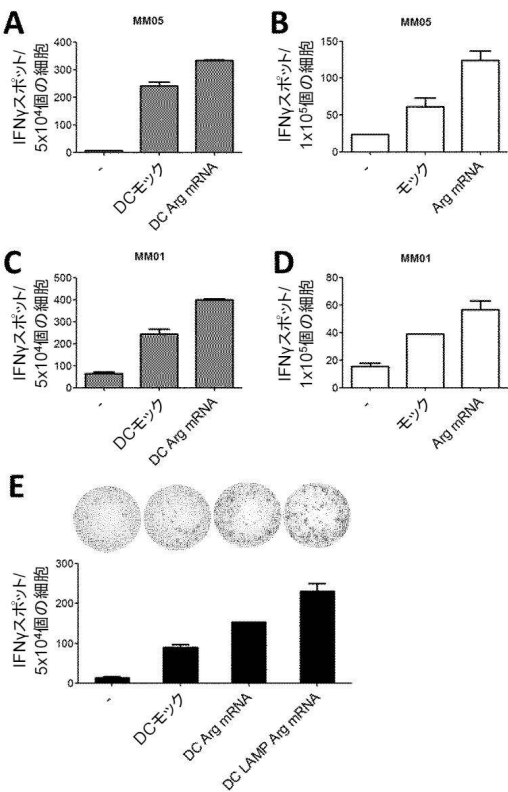 A
MM05
IFNγスポット/
5x10⁴個の細胞
400
300
200
100
0
-
DCモック
DC Arg mRNA
B
MM05
IFNγスポット/
1x10⁵個の細胞
150
100
50
0
-
モック
Arg mRNA
C
MM01
IFNγスポット/
5x10⁴個の細胞
500
400
300
200
100
0
-
DCモック
DC Arg mRNA
D
MM01
IFNγスポット/
1x10⁵個の細胞
80
60
40
20
0
-
モック
Arg mRNA
E
IFNγスポット/
5x10⁴個の細胞
300
200
100
0
-
DCモック
DC Arg mRNA
DC LAMP Arg mRNA